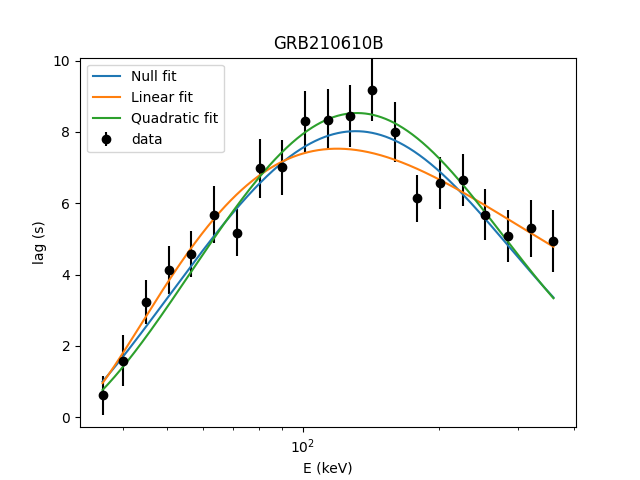 GRB210610B
10
8
6
4
2
0
lag (s)
Null fit
Linear fit
Quadratic fit
data
10²
E (keV)